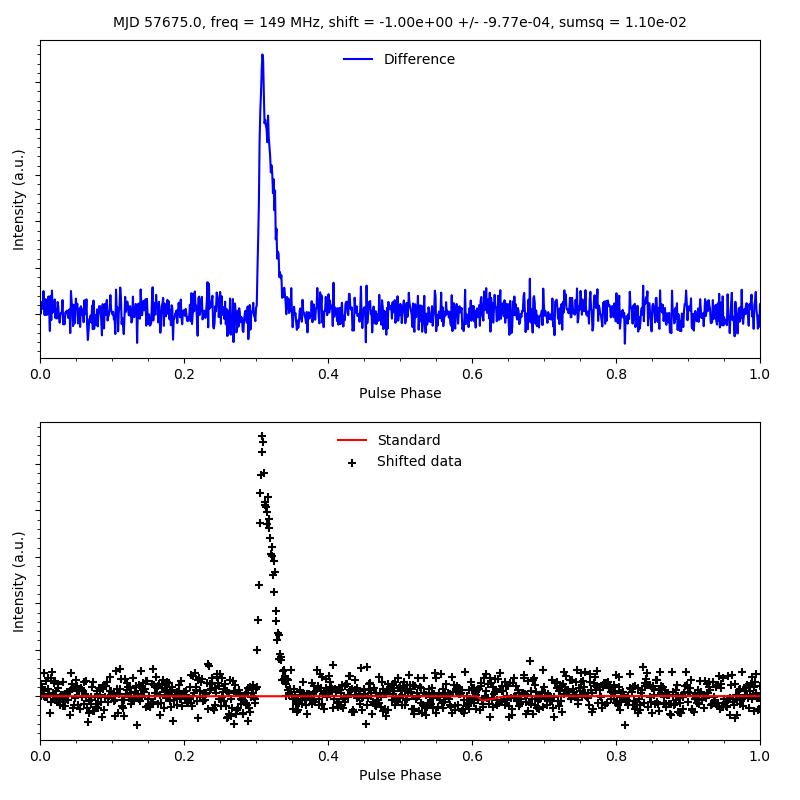 MJD 57675.0, freq = 149 MHz, shift = -1.00e+00 +/- -9.77e-04, sumsq = 1.10e-02
Difference
Intensity (a.u.)
0.0 0.2 0.4 0.6 0.8 1.0
Pulse Phase
Standard
Shifted data
Intensity (a.u.)
0.0 0.2 0.4 0.6 0.8 1.0
Pulse Phase